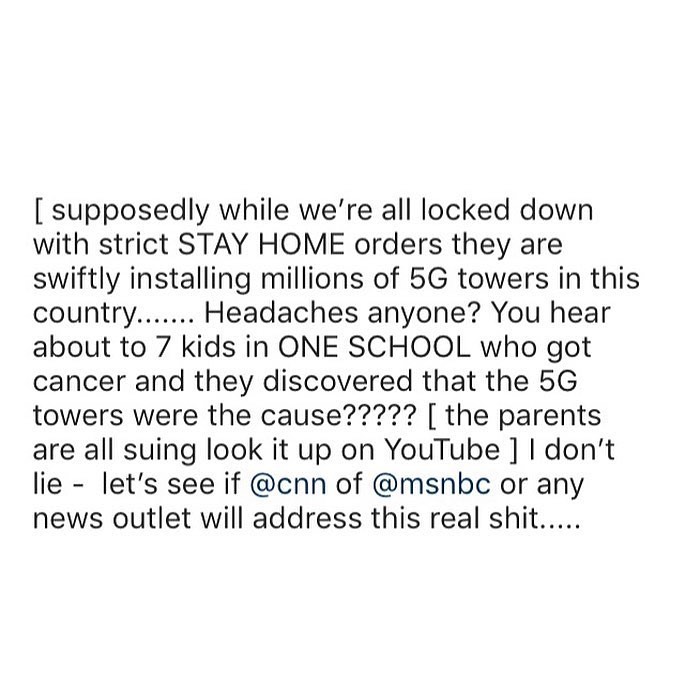 [ supposedly while we’re all locked down
with strict STAY HOME orders they are
swiftly installing millions of 5G towers in this
country....... Headaches anyone? You hear
about to 7 kids in ONE SCHOOL who got
cancer and they discovered that the 5G
towers were the cause????? [ the parents
are all suing look it up on YouTube ] I don’t
lie - let’s see if @cnn of @msnbc or any
news outlet will address this real shit.....